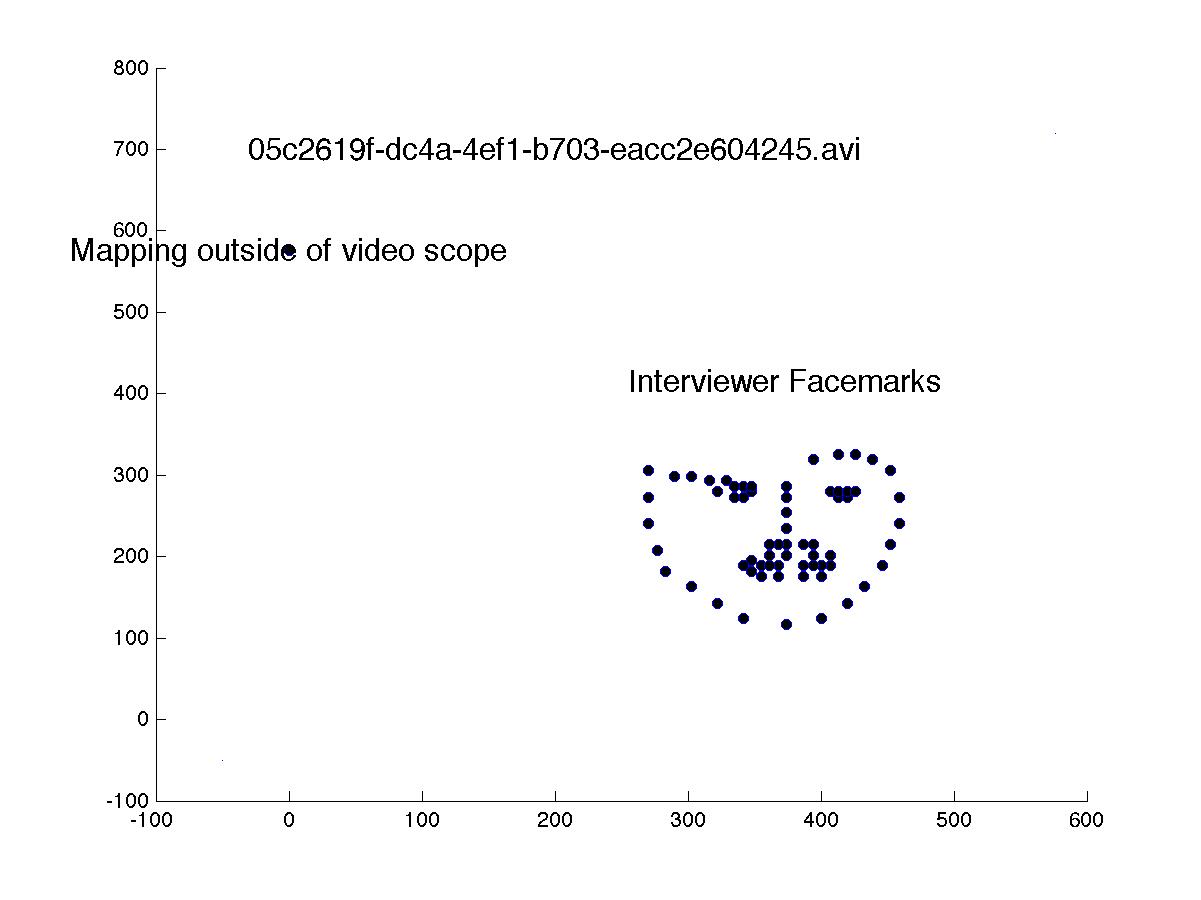 800
700
05c2619f-dc4a-4ef1-b703-eacc2e604245.avi
600
Mapping outside of video scope
500
400
Interviewer Facemarks
300
200
100
0
-100
-100 0 100 200 300 400 500 600